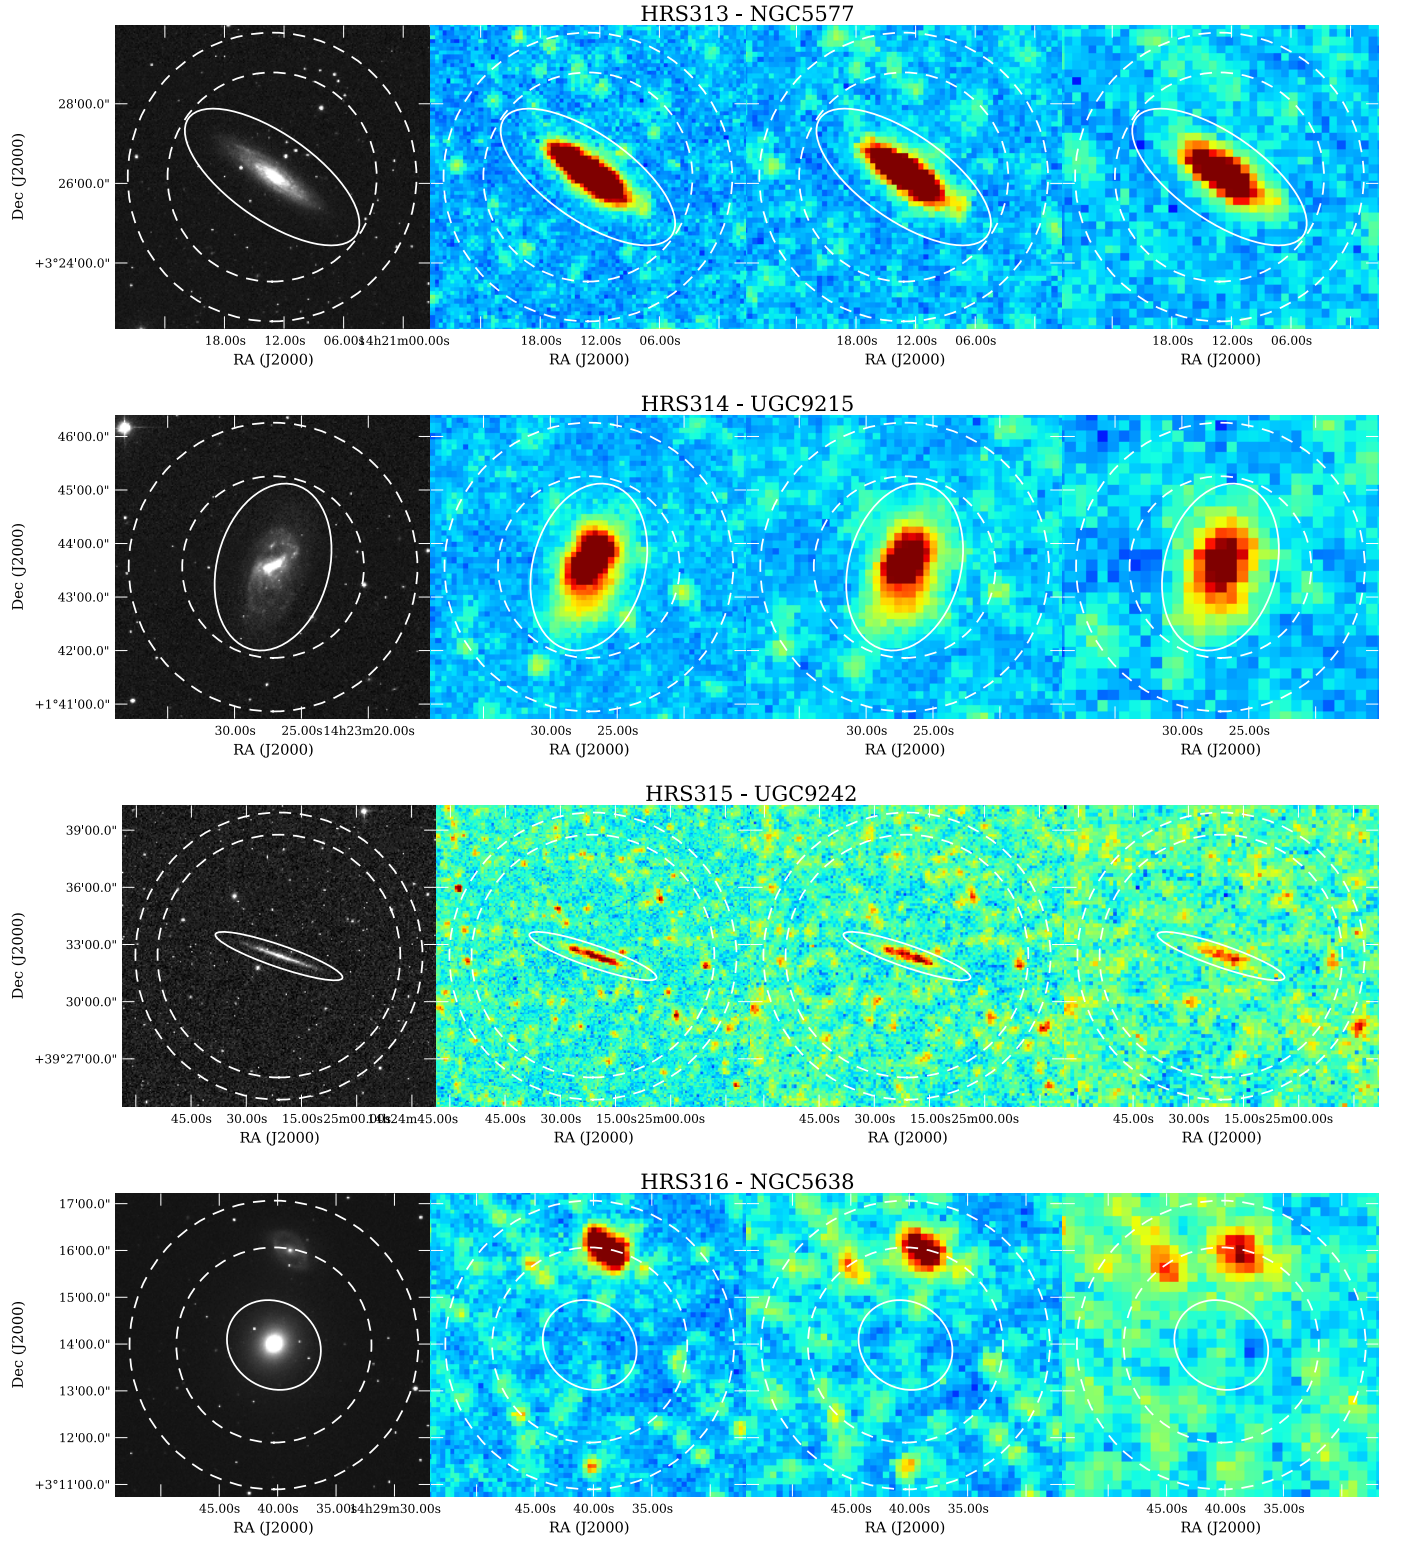 HRS313 - NGC5577
28'00.0"
26'00.0"
+3°24'00.0"
Dec (J2000)
18.00s 12.00s 06.00s 14h21m00.00s 18.00s 12.00s 06.00s 18.00s 12.00s 06.00s 18.00s 12.00s 06.00s
RA (J2000) RA (J2000) RA (J2000) RA (J2000)
HRS314 - UGC9215
46'00.0"
45'00.0"
44'00.0"
43'00.0"
42'00.0"
+1°41'00.0"
Dec (J2000)
30.00s 25.00s 14h23m20.00s 30.00s 25.00s 30.00s 25.00s 30.00s 25.00s
RA (J2000) RA (J2000) RA (J2000) RA (J2000)
HRS315 - UGC9242
39'00.0"
36'00.0"
33'00.0"
30'00.0"
+39°27'00.0"
Dec (J2000)
45.00s 30.00s 15.00s 25m00.00s 14h24m45.00s 45.00s 30.00s 15.00s 25m00.00s 45.00s 30.00s 15.00s 25m00.00s 45.00s 30.00s 15.00s 25m00.00s
RA (J2000) RA (J2000) RA (J2000) RA (J2000)
HRS316 - NGC5638
17'00.0"
16'00.0"
15'00.0"
14'00.0"
13'00.0"
12'00.0"
+3°11'00.0"
Dec (J2000)
45.00s 40.00s 35.00s 14h29m30.00s 45.00s 40.00s 35.00s 45.00s 40.00s 35.00s 45.00s 40.00s 35.00s
RA (J2000) RA (J2000) RA (J2000) RA (J2000)